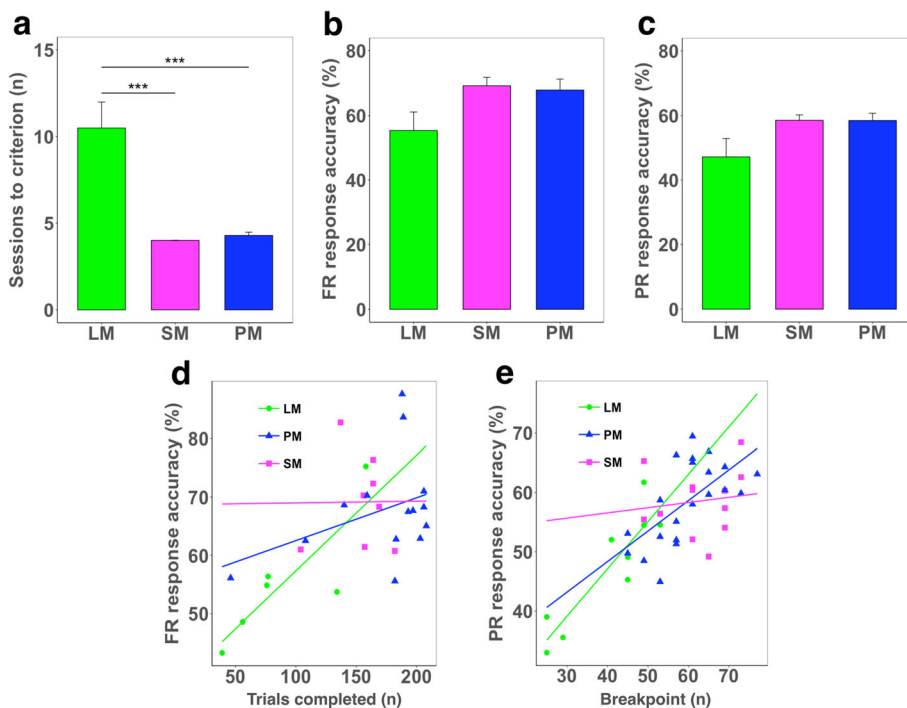 a
Sessions to criterion (n)
15
10
5
0
***
***
LM SM PM
b
FR response accuracy (%)
80
60
40
20
0
LM SM PM
c
PR response accuracy (%)
80
60
40
20
0
LM SM PM
d
FR response accuracy (%)
80
70
60
50
LM
PM
SM
50 100 150 200
Trials completed (n)
e
PR response accuracy (%)
70
60
50
40
LM
PM
SM
30 40 50 60 70
Breakpoint (n)